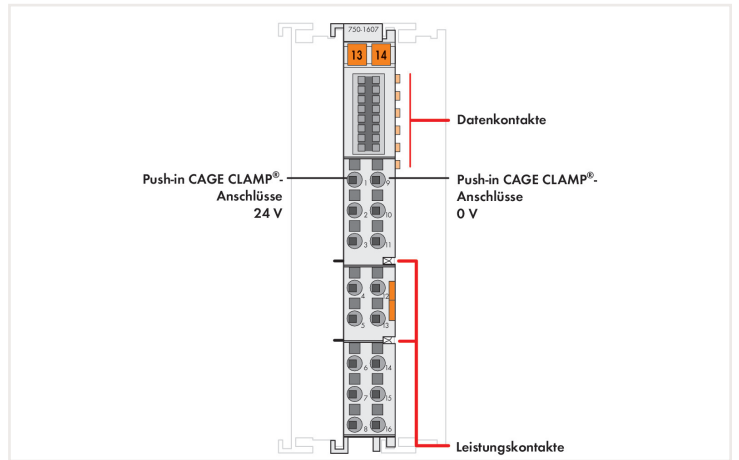 750-1607
13 14
Datenkontakte
Push-in CAGE CLAMP®-
Anschlüsse
24 V
Push-in CAGE CLAMP®-
Anschlüsse
0 V
1 9
2 10
3 11
4 12
5 13
6 14
7 15
8 16
Leistungskontakte